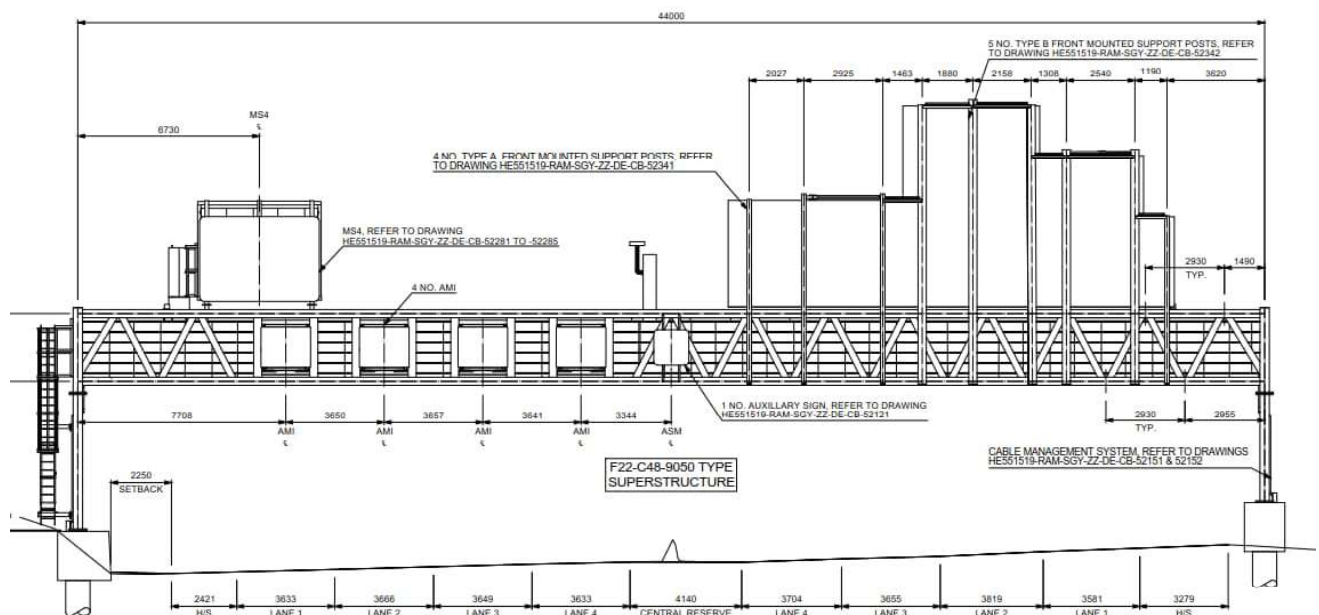 44000
5 NO. TYPE B FRONT MOUNTED SUPPORT POSTS, REFER
TO DRAWING HE551519-RAM-SGY-ZZ-DE-CB-52342
2027
2925
1463
1880
2158
1308
2540
1190
3620
MS4
℄
6730
4 NO. TYPE A FRONT MOUNTED SUPPORT POSTS, REFER
TO DRAWING HE551519-RAM-SGY-ZZ-DE-CB-52341
MS4, REFER TO DRAWING
HE551519-RAM-SGY-ZZ-DE-CB-52281 TO -52285
4 NO. AMI
2930
TYP.
1490
7708
3650
3657
3641
3344
AMI
℄
AMI
℄
AMI
℄
AMI
℄
ASM
℄
1 NO. AUXILLARY SIGN, REFER TO DRAWING
HE551519-RAM-SGY-ZZ-DE-CB-52121
2930
TYP.
2955
F22-C48-9050 TYPE
SUPERSTRUCTURE
CABLE MANAGEMENT SYSTEM, REFER TO DRAWINGS
HE551519-RAM-SGY-ZZ-DE-CB-52151 & 52152
2250
SETBACK
2421
H/S
3633
LANE 1
3666
LANE 2
3649
LANE 3
3633
LANE 4
4140
CENTRAL RESERVE
3704
LANE 4
3655
LANE 3
3819
LANE 2
3581
LANE 1
3279
H/S